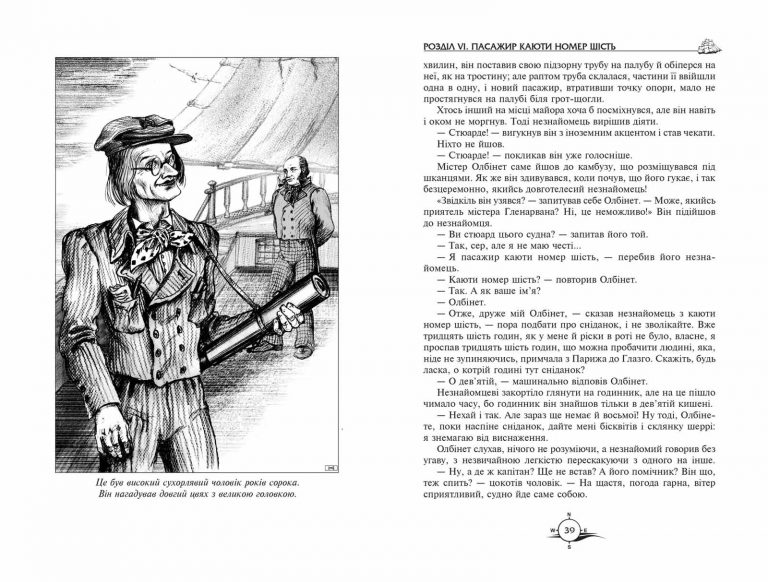 Це був високий сухорлявий чоловік років сорока.
Він нагадував довгий цвях з великою головкою.
РОЗДІЛ VI. ПАСАЖИР КАЮТИ НОМЕР ШІСТЬ
хвилин, він поставив свою підзорну трубу на палубу й обіперся на
неї, як на тростину; але раптом труба склалася, частини її ввійшли
одна в одну, і новий пасажир, втративши точку опори, мало не
простягнувся на палубі біля грот-щогли.
Хтось інший на місці майора хоча б посміхнувся, але він навіть
і оком не моргнув. Тоді незнайомець вирішив діяти.
— Стюарде! — вигукнув він з іноземним акцентом і став чекати.
Ніхто не йшов.
— Стюарде! — покликав він уже голосніше.
Містер Олбінет саме йшов до камбузу, що розміщувався під
шканцями. Як же він здивувався, коли почув, що його гукає, і так
безцеремонно, якийсь довготелесий незнайомець!
«Звідкіль він узявся? — запитував себе Олбінет. — Може, якийсь
приятель містера Гленарвана? Ні, це неможливо!» Він підійшов
до незнайомця.
— Ви стюард цього судна? — запитав його той.
— Так, сер, але я не маю честі...
— Я пасажир каюти номер шість, — перебив його незна-
йомець.
— Каюти номер шість? — повторив Олбінет.
— Так. А як ваше ім’я?
— Олбінет.
— Отже, друже мій Олбінет, — сказав незнайомець з каюти
номер шість, — пора подбати про сніданок, і не зволікайте. Вже
тридцять шість годин, як у мене й ріски в роті не було, власне, я
проспав тридцять шість годин, що можна пробачити людині, яка,
ніде не зупиняючись, примчала з Парижа до Глазго. Скажіть, будь
ласка, о котрій годині тут сніданок?
— О дев’ятій, — машинально відповів Олбінет.
Незнайомцеві закортіло глянути на годинник, але на це пішло
чимало часу, бо годинник він знайшов тільки в дев’ятій кишені.
— Нехай і так. Але зараз ще немає й восьмої! Ну тоді, Олбіне-
те, поки наспіне сніданок, дайте мені бісквітів і склянку шеррі:
я знемагаю від виснаження.
Олбінет слухав, нічого не розуміючи, а незнайомий говорив без
угаву, з незвичайною легкістю перескакуючи з одного на інше.
— Ну, а де ж капітан? Ще не встав? А його помічник? Він що,
теж спить? — цокотів чоловік. — На щастя, погода гарна, вітер
сприятливий, судно йде саме собою.
N
W 39 E
S